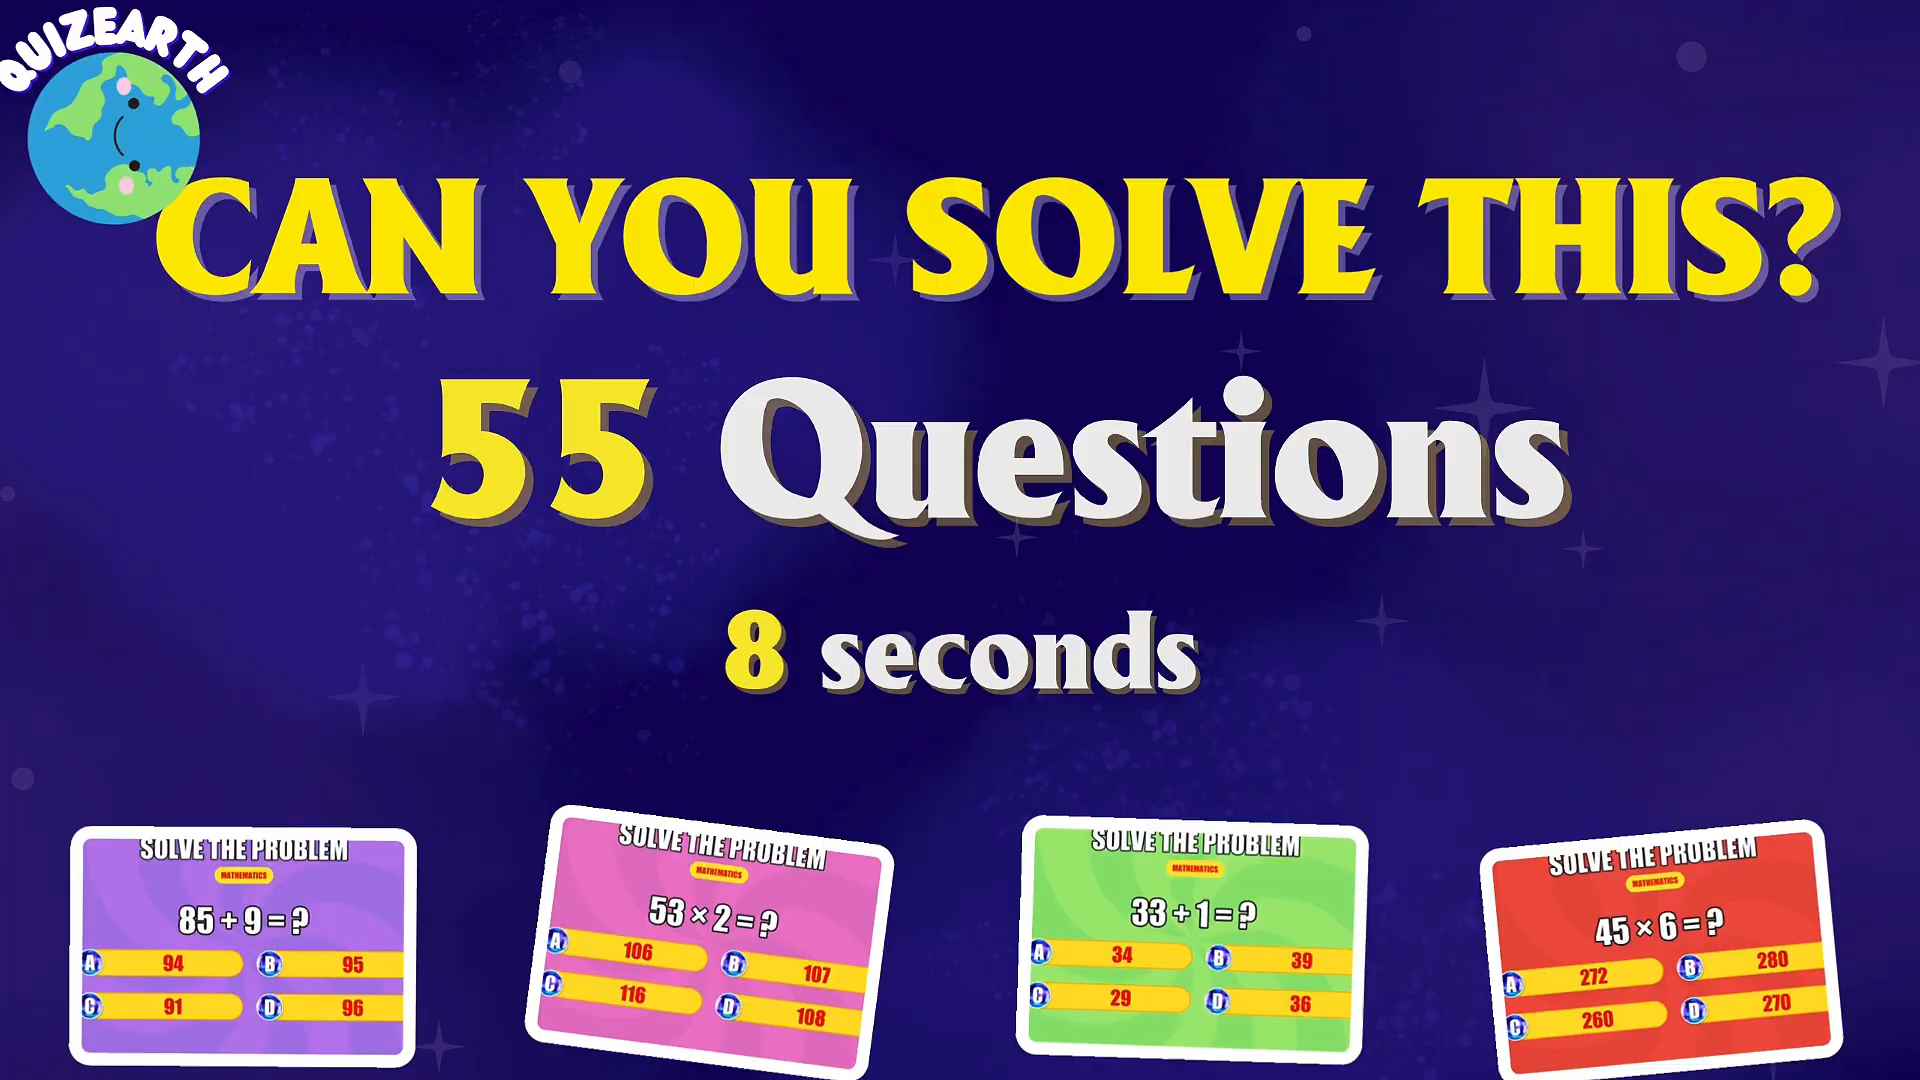 QUIZEARTH
CAN YOU SOLVE THIS?
55 Questions
8 seconds
SOLVE THE PROBLEM
MATHEMATICS
85 + 9 = ?
A 94 B 95
C 91 D 96
SOLVE THE PROBLEM
MATHEMATICS
53 × 2 = ?
A 106 B 107
C 116 D 108
SOLVE THE PROBLEM
MATHEMATICS
33 + 1 = ?
A 34 B 39
C 29 D 36
SOLVE THE PROBLEM
MATHEMATICS
45 × 6 = ?
A 272 B 280
C 260 D 270